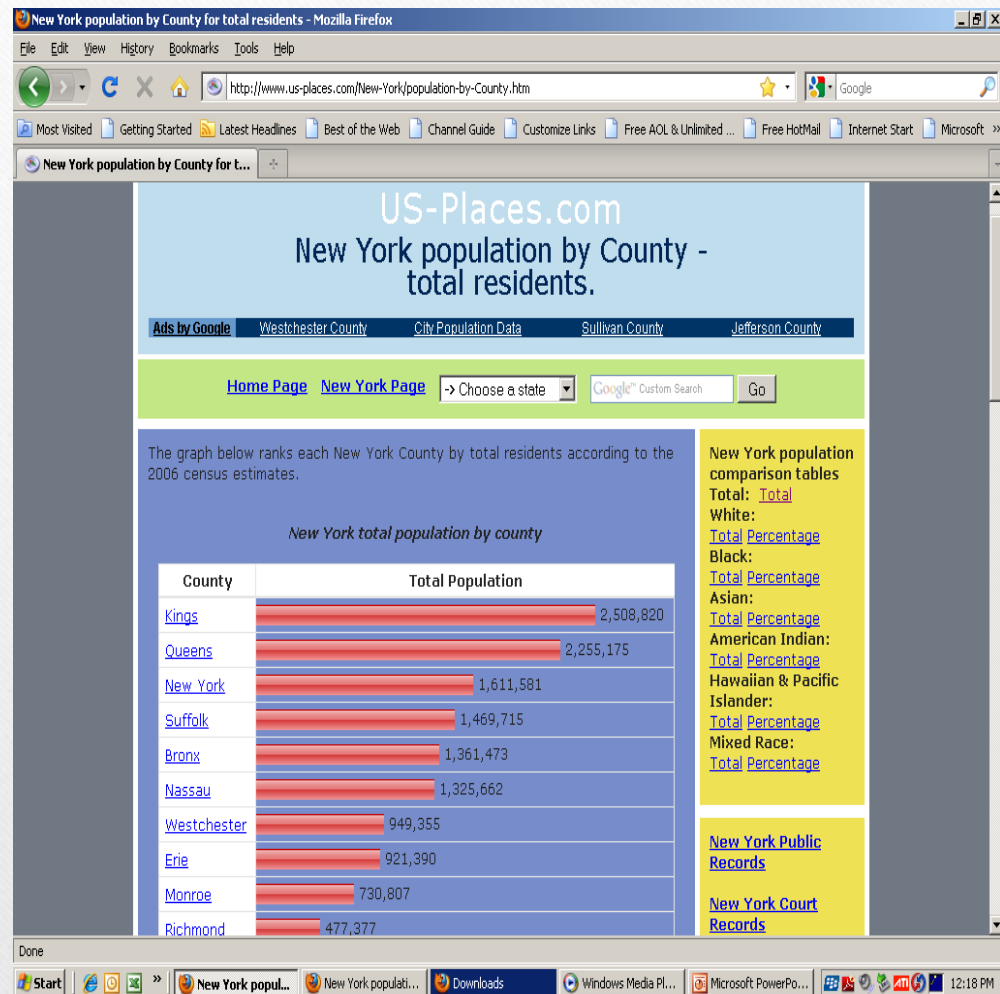 New York population by County for total residents - Mozilla Firefox
File Edit View History Bookmarks Tools Help
http://www.us-places.com/New-York/population-by-County.htm
Google
Most Visited Getting Started Latest Headlines Best of the Web Channel Guide Customize Links Free AOL & Unlimited ... Free HotMail Internet Start Microsoft »
New York population by County for t...
US-Places.com
New York population by County -
total residents.
Ads by Google Westchester County City Population Data Sullivan County Jefferson County
Home Page New York Page -> Choose a state Google™ Custom Search Go
The graph below ranks each New York County by total residents according to the
2006 census estimates.
New York total population by county
County Total Population
Kings 2,508,820
Queens 2,255,175
New York 1,611,581
Suffolk 1,469,715
Bronx 1,361,473
Nassau 1,325,662
Westchester 949,355
Erie 921,390
Monroe 730,807
Richmond 477,377
New York population
comparison tables
Total: Total
White:
Total Percentage
Black:
Total Percentage
Asian:
Total Percentage
American Indian:
Total Percentage
Hawaiian & Pacific
Islander:
Total Percentage
Mixed Race:
Total Percentage
New York Public
Records
New York Court
Records
Done
Start » New York popul... New York populati... Downloads Windows Media Pl... Microsoft PowerPo... 12:18 PM